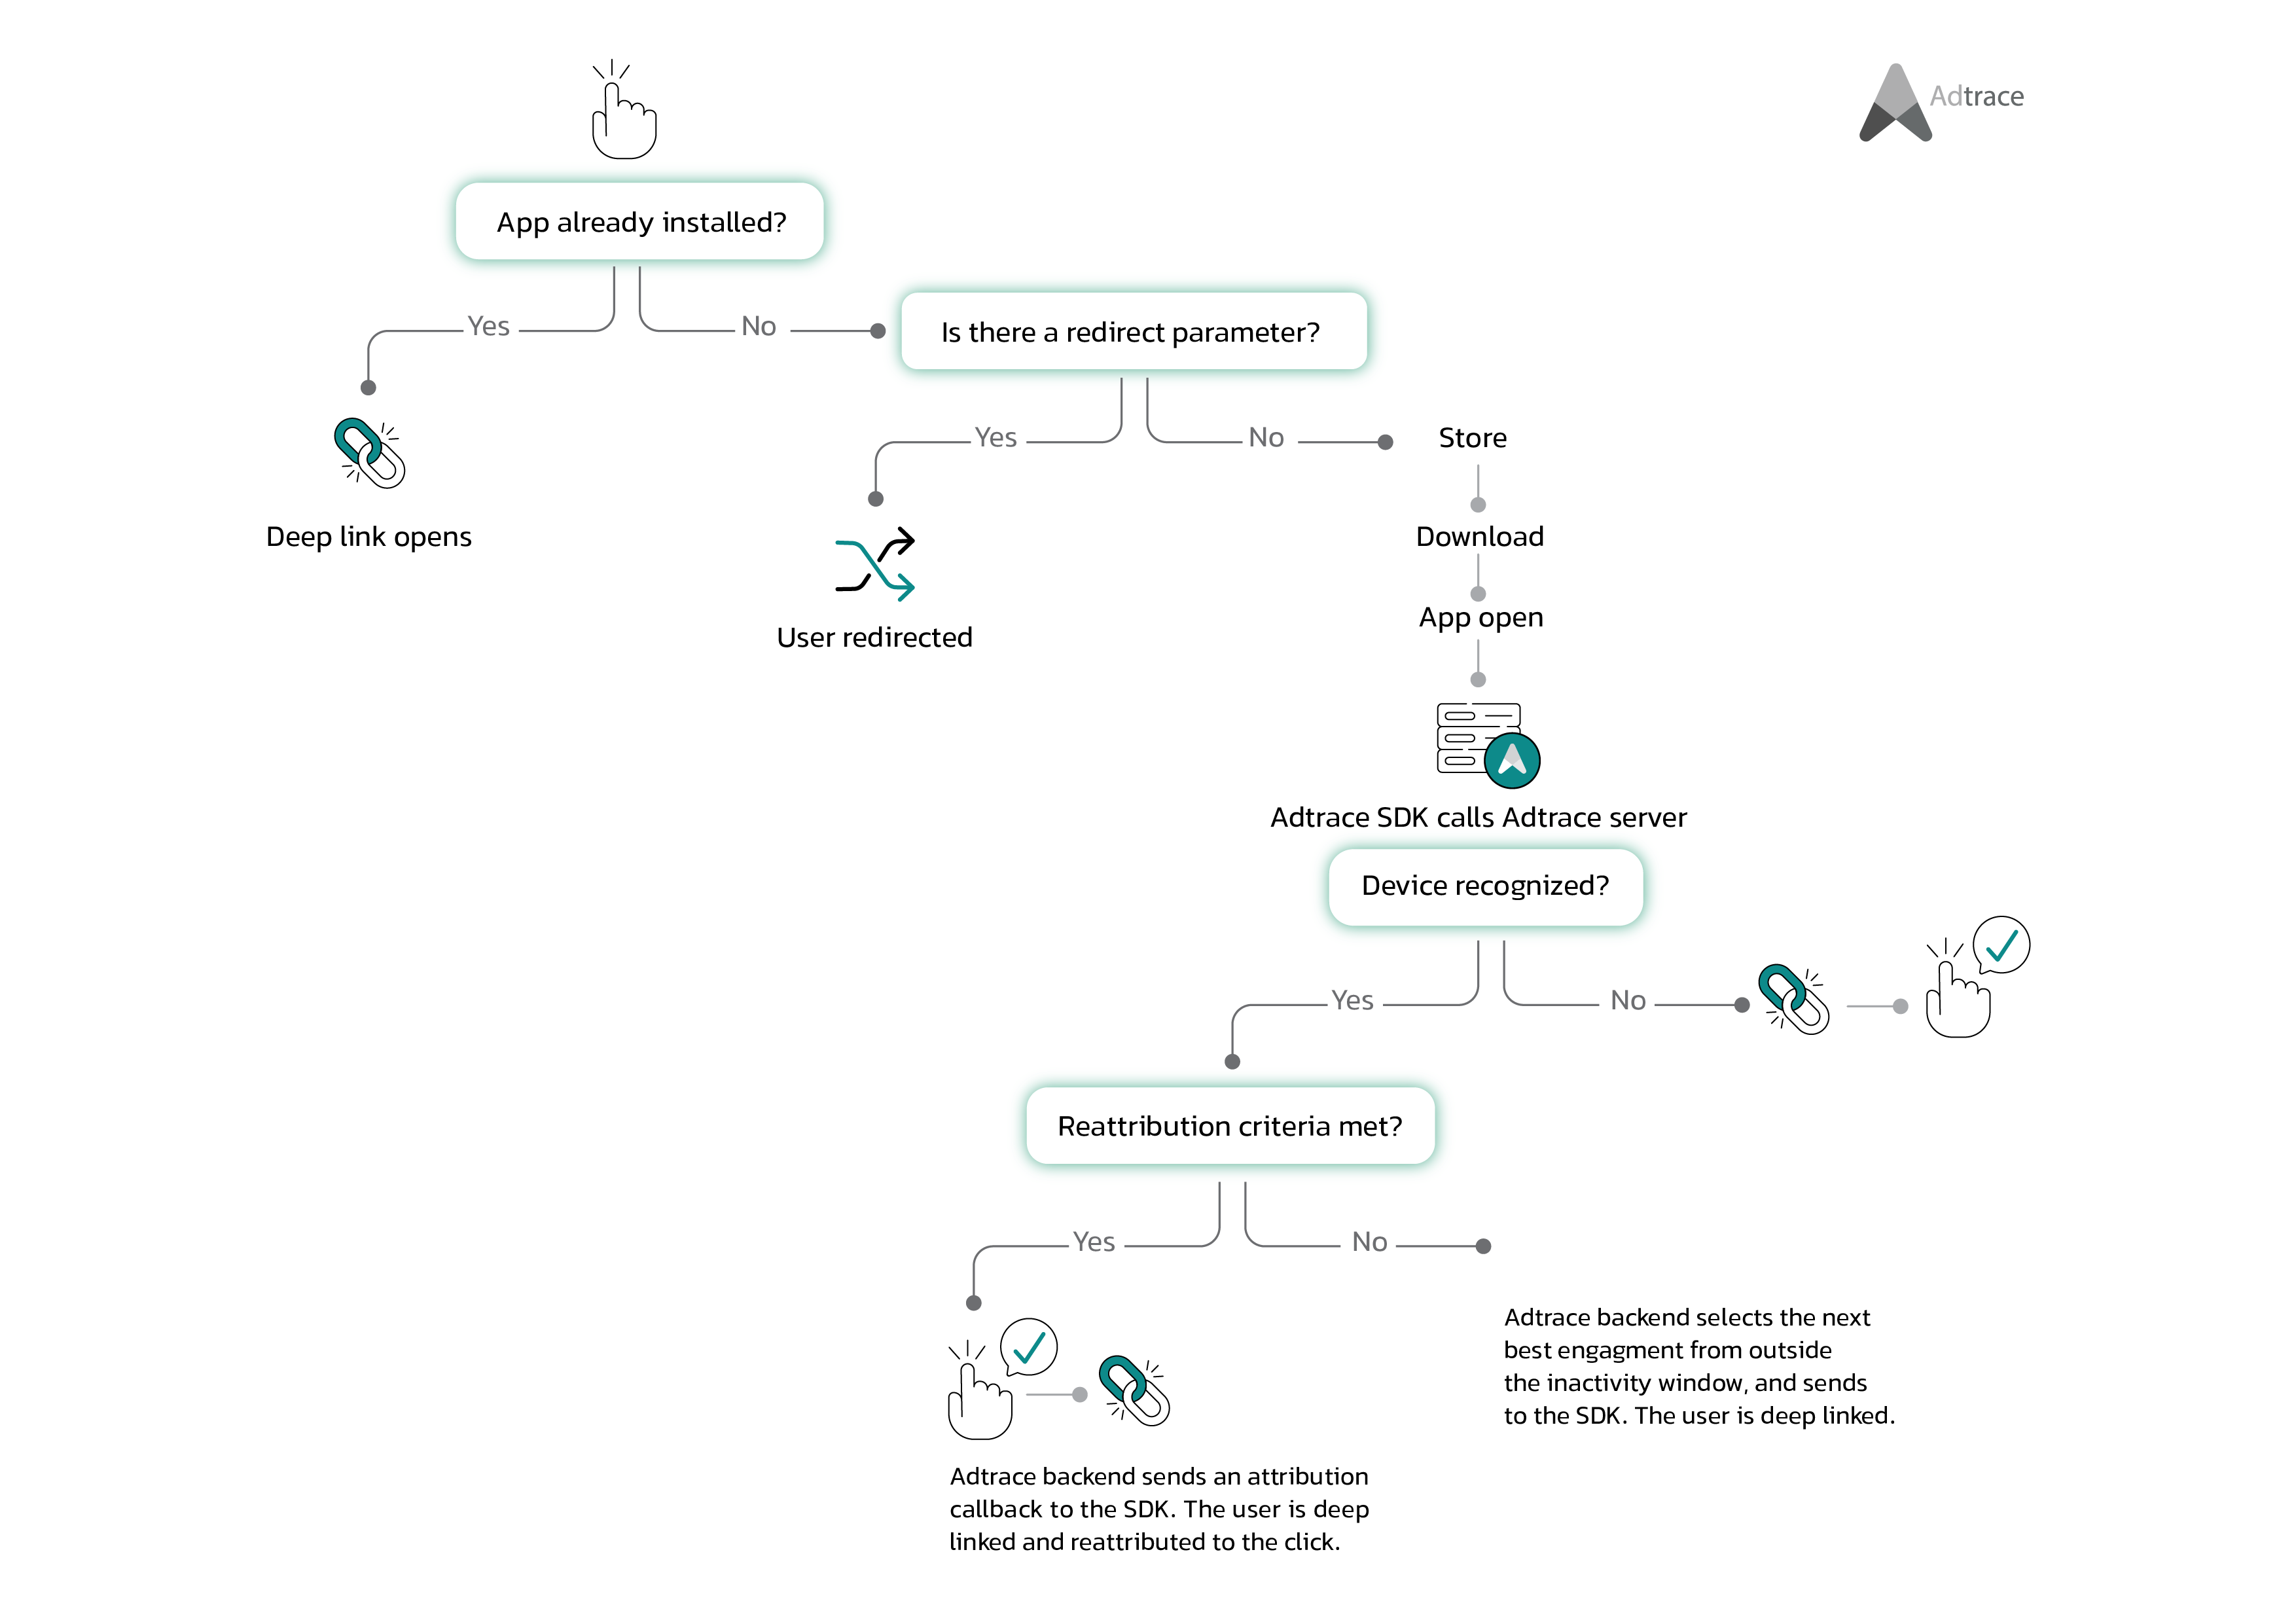 Adtrace
App already installed?
Yes
No
Is there a redirect parameter?
Deep link opens
Yes
No
Store
User redirected
Download
App open
Adtrace SDK calls Adtrace server
Device recognized?
Yes
No
Reattribution criteria met?
Yes
No
Adtrace backend selects the next
best engagment from outside
the inactivity window, and sends
to the SDK. The user is deep linked.
Adtrace backend sends an attribution
callback to the SDK. The user is deep
linked and reattributed to the click.